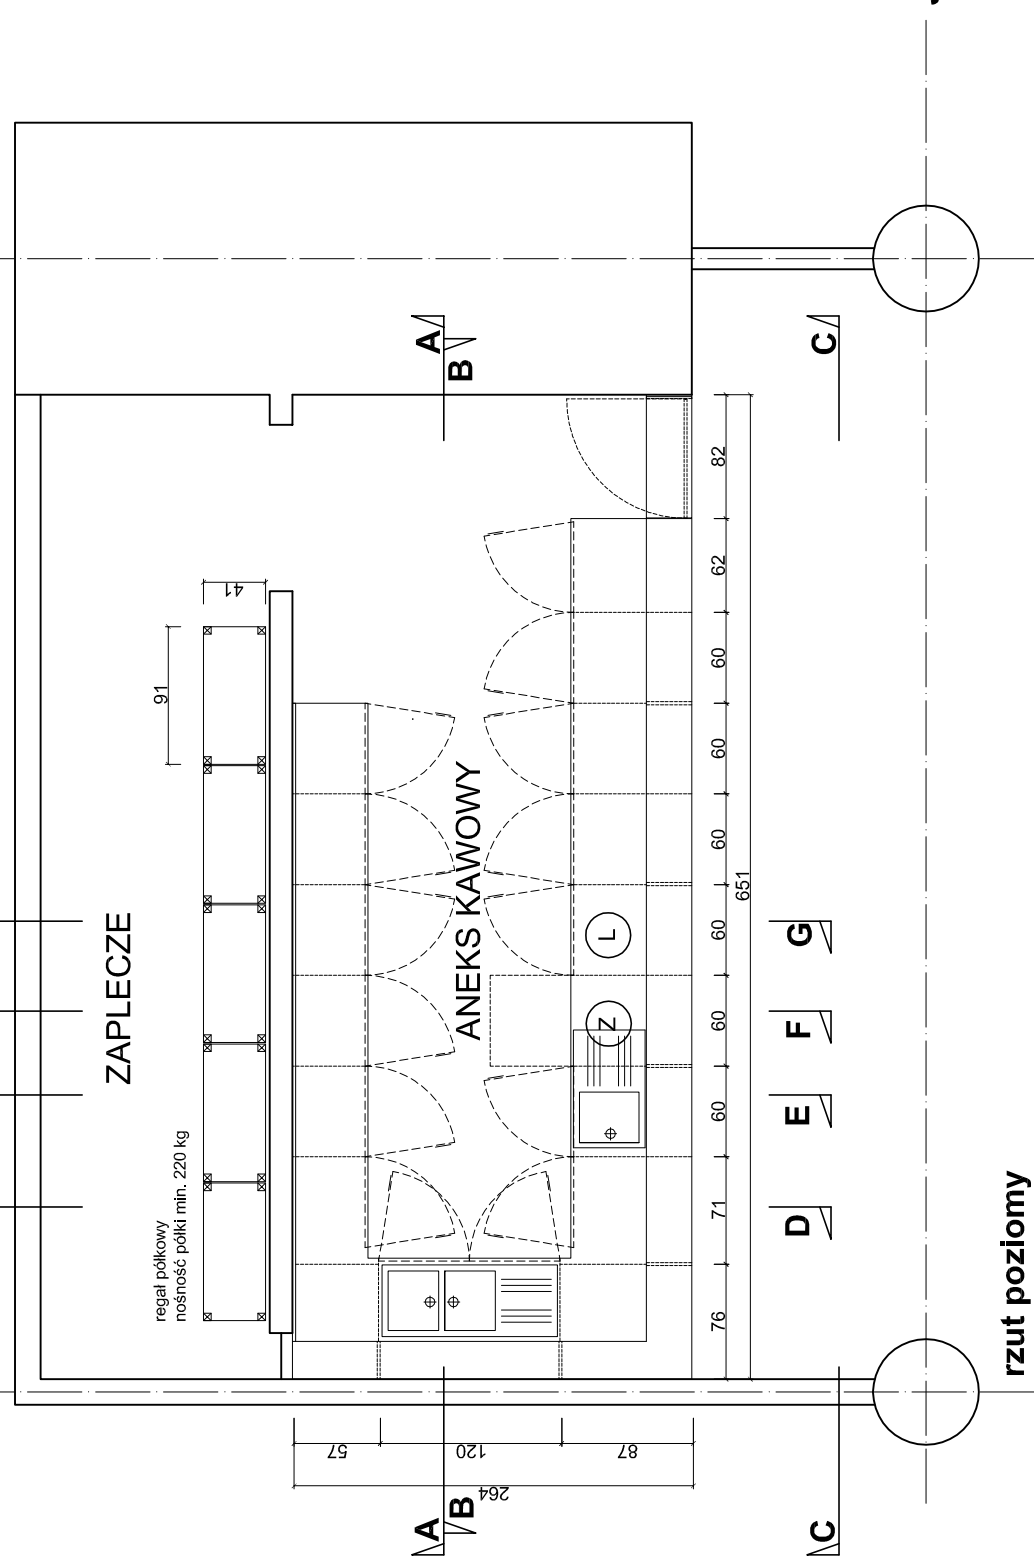 ZAPLECZE
regał półkowy
nośność półki min. 220 kg
91
41
ANEKS KAWOWY
L
Z
A
B
C
A
B
C
D
E
F
G
76
71
60
60
60
60
60
60
62
82
651
57
120
87
264
rzut poziomy